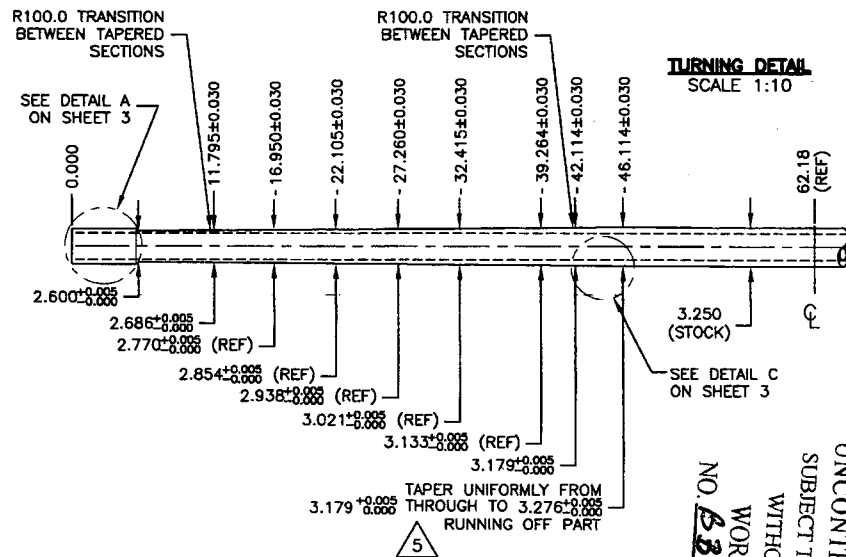 R100.0 TRANSITION
BETWEEN TAPERED
SECTIONS
R100.0 TRANSITION
BETWEEN TAPERED
SECTIONS
TURNING DETAIL
SCALE 1:10
SEE DETAIL A
ON SHEET 3
0.000
11.795±0.030
16.950±0.030
22.105±0.030
27.260±0.030
32.415±0.030
39.264±0.030
42.114±0.030
46.114±0.030
62.18
(REF)
2.600+0.005 -0.000
2.686+0.005 -0.000
2.770+0.005 -0.000 (REF)
2.854+0.005 -0.000 (REF)
2.938+0.005 -0.000 (REF)
3.021+0.005 -0.000 (REF)
3.133+0.005 -0.000 (REF)
3.179+0.005 -0.000
3.250
(STOCK)
℄
SEE DETAIL C
ON SHEET 3
TAPER UNIFORMLY FROM
3.179 +0.005 -0.000 THROUGH TO 3.276+0.005 -0.000
RUNNING OFF PART
5
UNCONT
SUBJECT T
WITHO
WOR
NO.